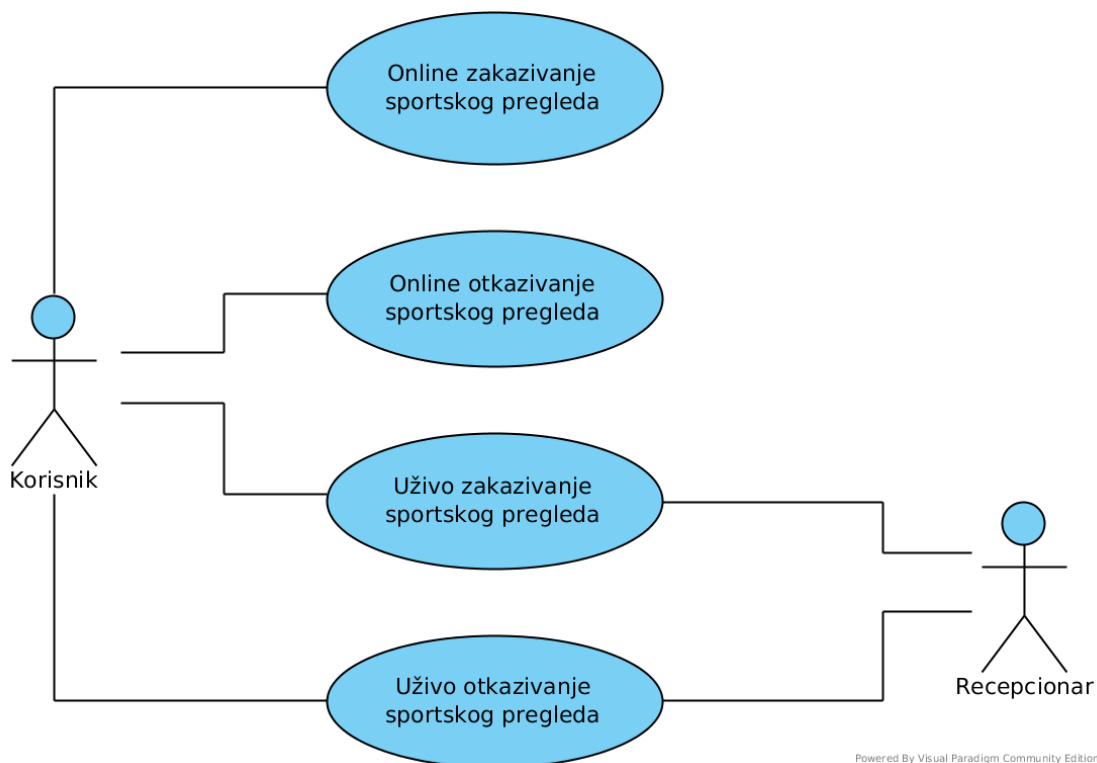 Online zakazivanje
sportskog pregleda
Online otkazivanje
sportskog pregleda
Korisnik
Uživo zakazivanje
sportskog pregleda
Recepcionar
Uživo otkazivanje
sportskog pregleda
Powered By Visual Paradigm Community Edition